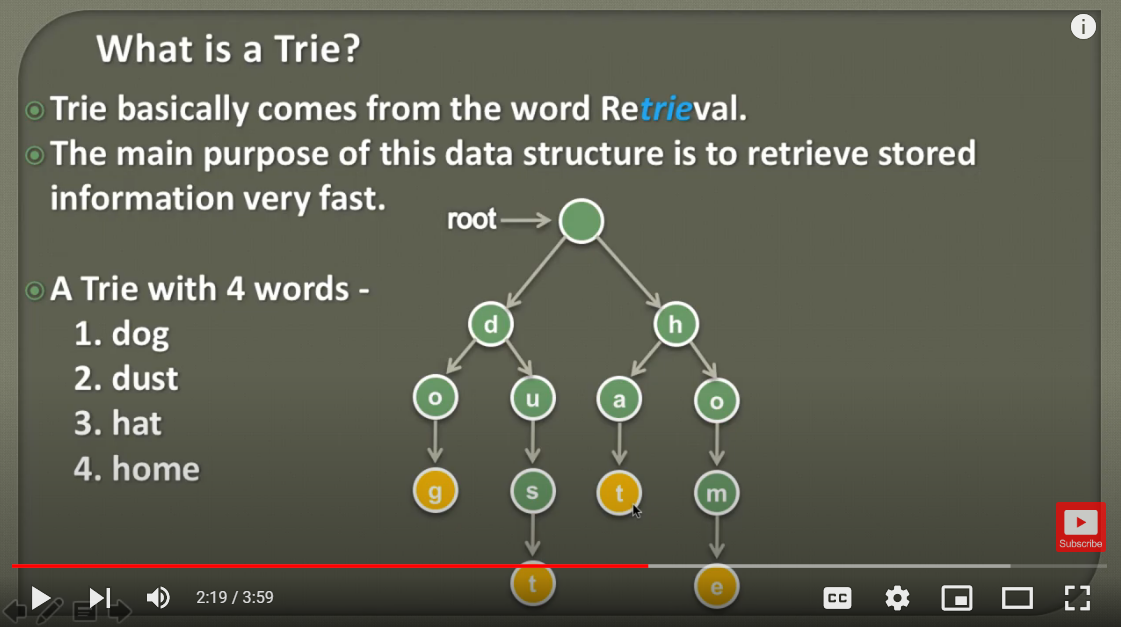 What is a Trie?
Trie basically comes from the word Retrieval.
The main purpose of this data structure is to retrieve stored
information very fast.
root
A Trie with 4 words -
1. dog
2. dust
3. hat
4. home
d
h
o
u
a
o
g
s
t
m
t
e
i
Subscribe
2:19 / 3:59
CC